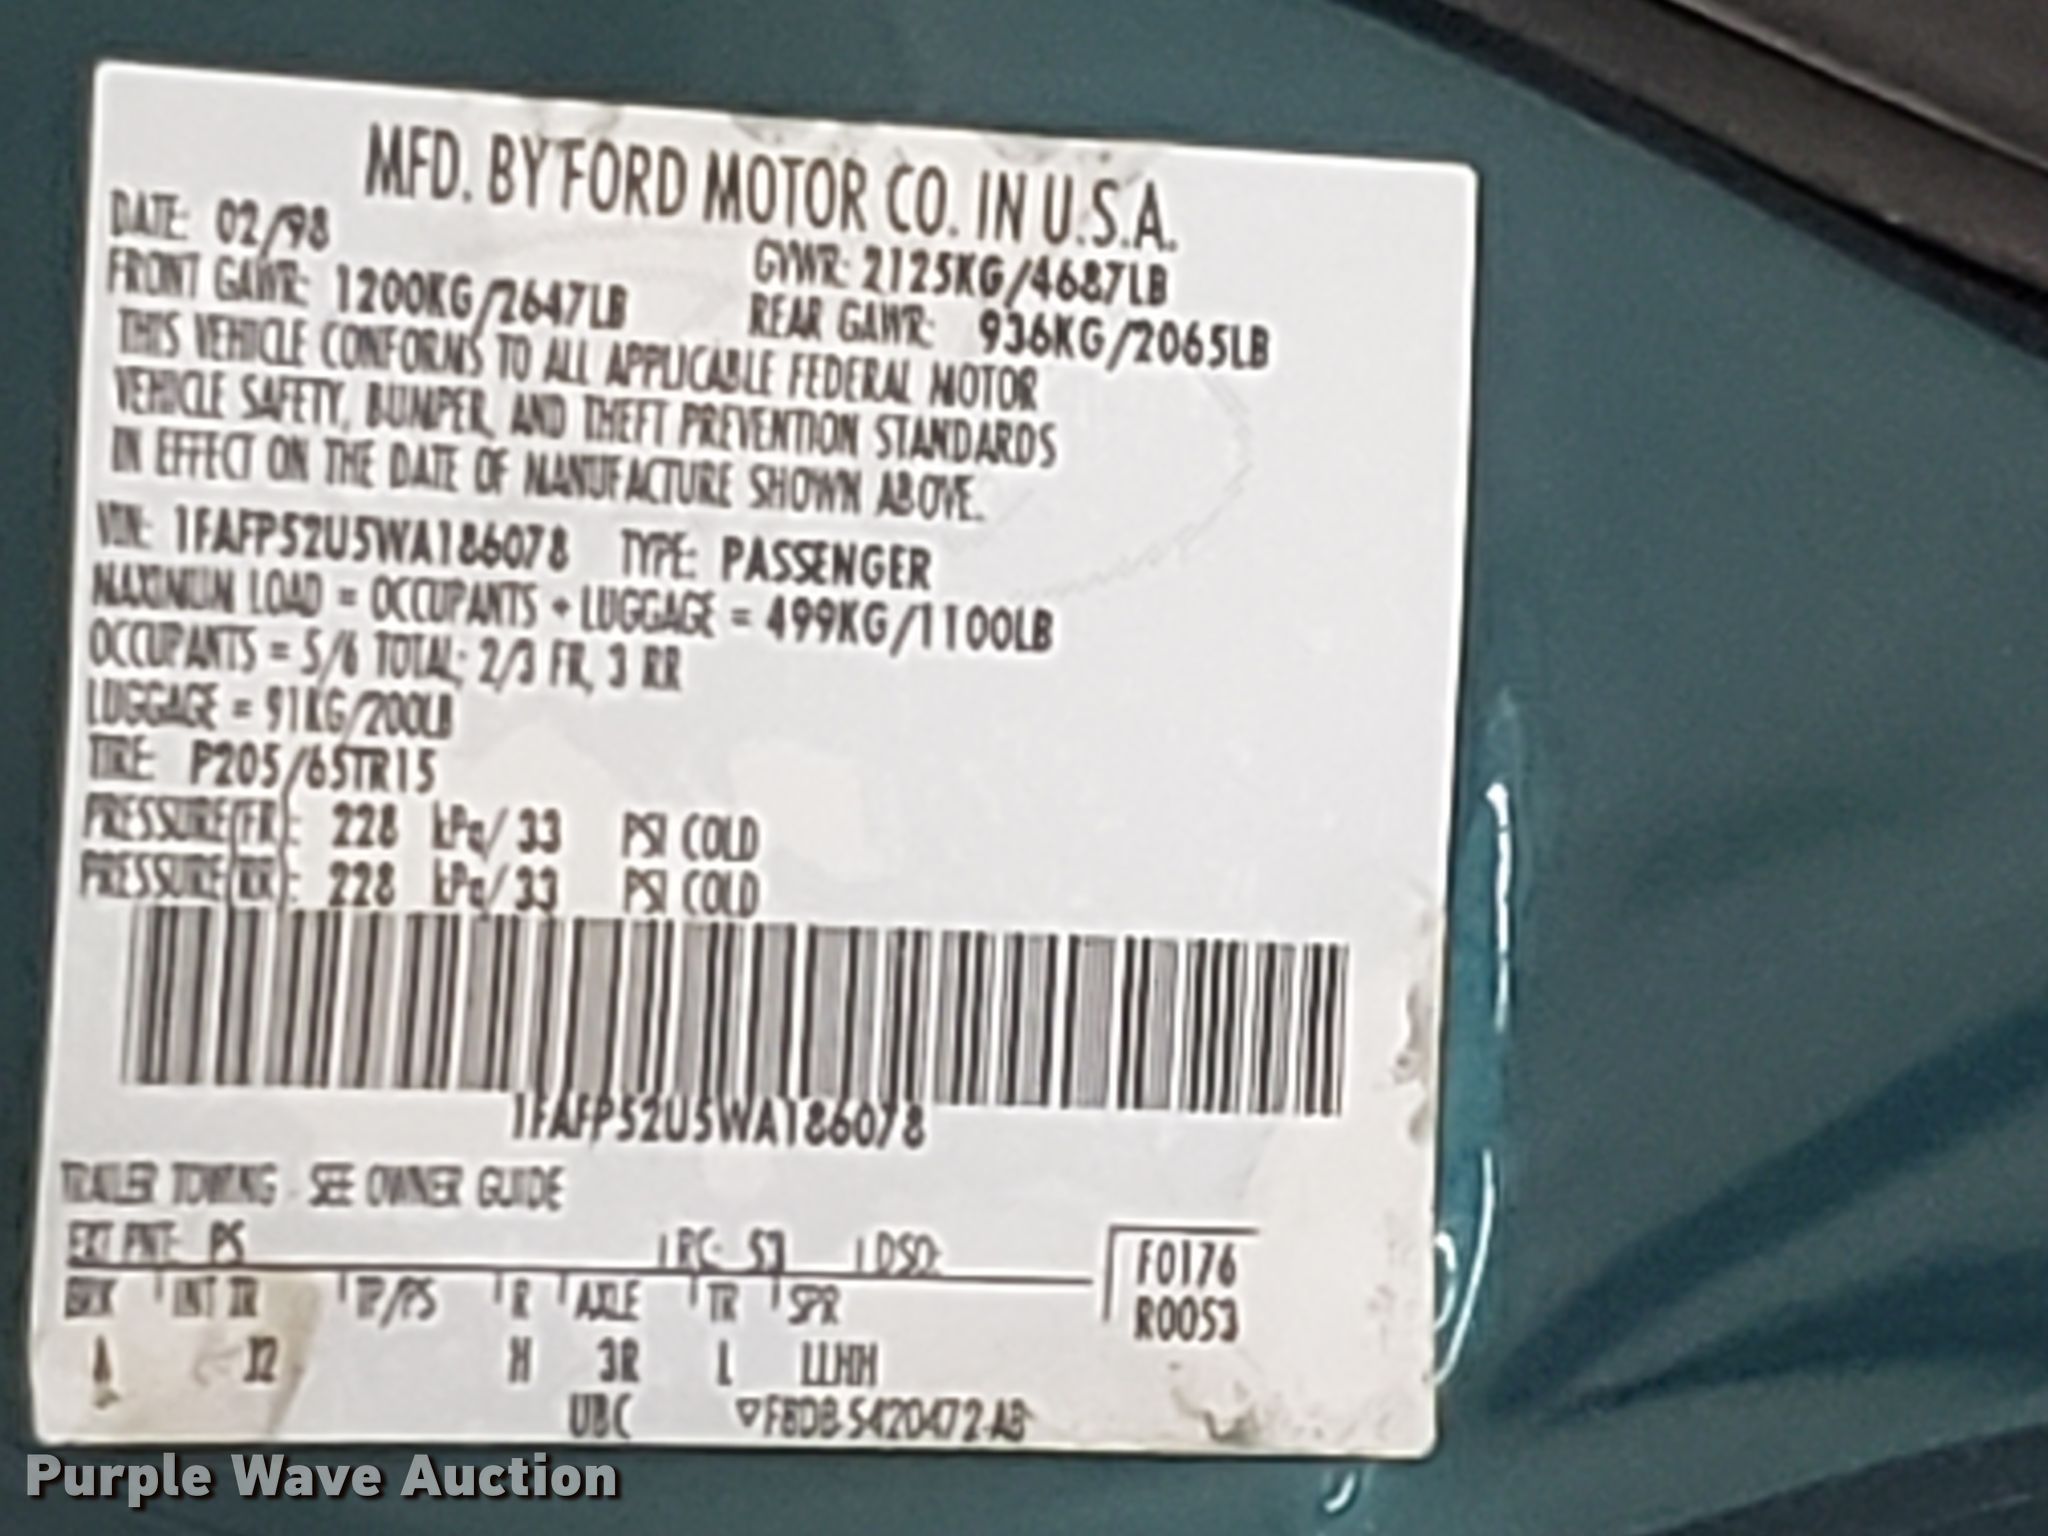 MFD. BY FORD MOTOR CO. IN U.S.A.
DATE: 02/98
GVWR: 2125KG/4687LB
FRONT GAWR: 1200KG/2647LB
REAR GAWR: 936KG/2065LB
THIS VEHICLE CONFORMS TO ALL APPLICABLE FEDERAL MOTOR
VEHICLE SAFETY, BUMPER, AND THEFT PREVENTION STANDARDS
IN EFFECT ON THE DATE OF MANUFACTURE SHOWN ABOVE.
VIN: 1FAFP52U5WA186078 TYPE: PASSENGER
MAXIMUM LOAD = OCCUPANTS + LUGGAGE = 499KG/1100LB
OCCUPANTS = 5/6 TOTAL; 2/3 FR, 3 RR
LUGGAGE = 91KG/200LB
TIRE: P205/65TR15
PRESSURE(FR): 228 kPa/33 PSI COLD
PRESSURE(RR): 228 kPa/33 PSI COLD
1FAFP52U5WA186078
TRAILER TOWING - SEE OWNER GUIDE
EXT PNT: PS RC: 53 DSO:
F0176
R0053
BRK INT TR TP/PS R AXLE TR SPR
H 3R L LLHH
UBC ▽F8DB-5420472-AB
Purple Wave Auction